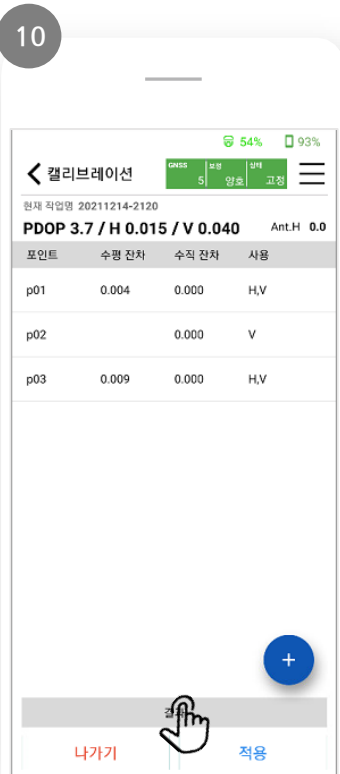 10
54% 93%
캘리브레이션 GNSS 5 보정 양호 상태 고정
현재 작업명 20211214-2120
PDOP 3.7 / H 0.015 / V 0.040 Ant.H 0.0
포인트 수평 잔차 수직 잔차 사용
p01 0.004 0.000 H,V
p02 0.000 V
p03 0.009 0.000 H,V
+
나가기 적용